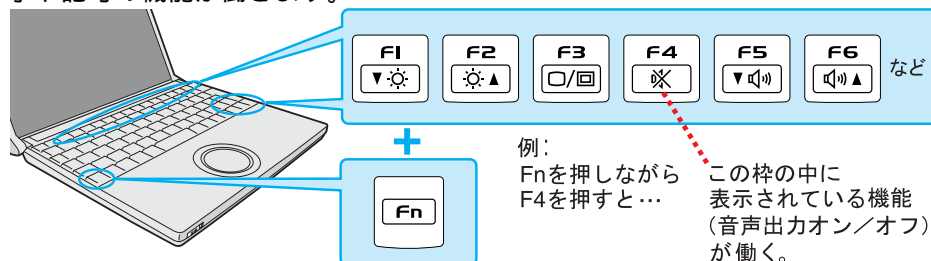 F1 F2 F3 F4 F5 F6 など
例：
Fnを押しながら
F4を押すと…
この枠の中に
表示されている機能
（音声出力オン／オフ）
が働く。
Fn